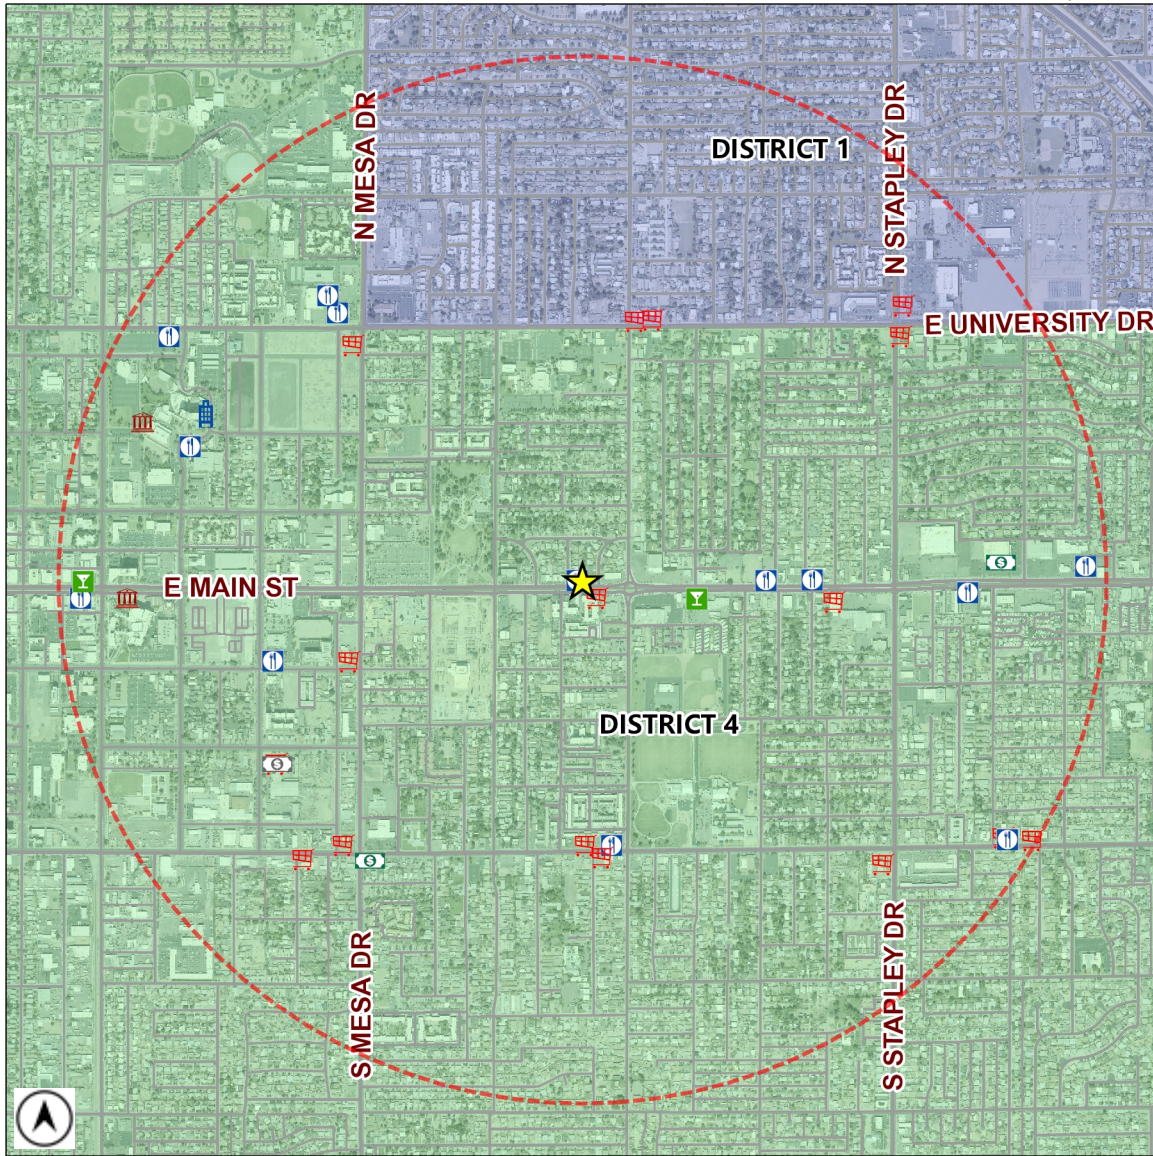 N MESA DR
DISTRICT 1
N STAPLEY DR
E UNIVERSITY DR
E MAIN ST
DISTRICT 4
S MESA DR
S STAPLEY DR